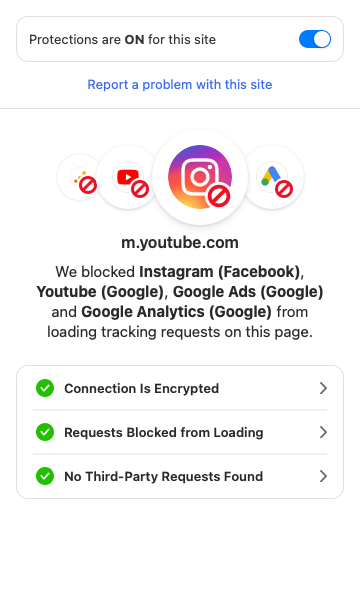 Protections are ON for this site
Report a problem with this site
m.youtube.com
We blocked Instagram (Facebook),
Youtube (Google), Google Ads (Google)
and Google Analytics (Google) from
loading tracking requests on this page.
Connection Is Encrypted
Requests Blocked from Loading
No Third-Party Requests Found